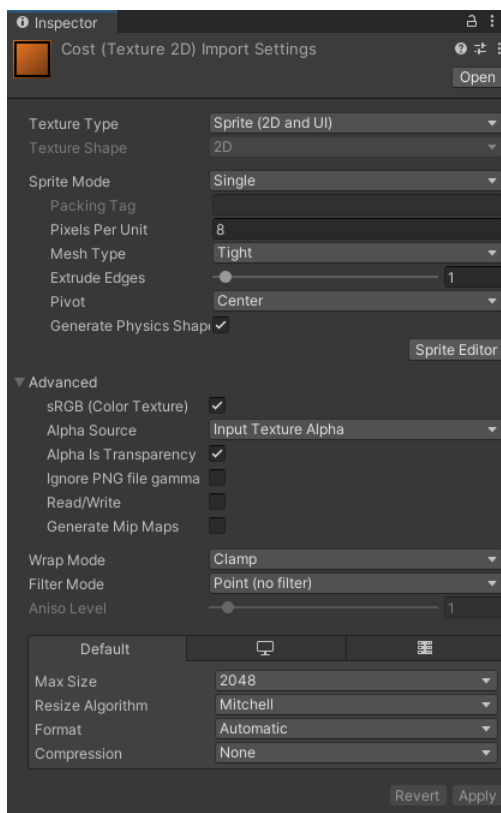 Inspector
Cost (Texture 2D) Import Settings
Open
Texture Type Sprite (2D and UI)
Texture Shape 2D
Sprite Mode Single
Packing Tag
Pixels Per Unit 8
Mesh Type Tight
Extrude Edges 1
Pivot Center
Generate Physics Shap
Sprite Editor
Advanced
sRGB (Color Texture)
Alpha Source Input Texture Alpha
Alpha Is Transparency
Ignore PNG file gamma
Read/Write
Generate Mip Maps
Wrap Mode Clamp
Filter Mode Point (no filter)
Aniso Level 1
Default
Max Size 2048
Resize Algorithm Mitchell
Format Automatic
Compression None
Revert Apply